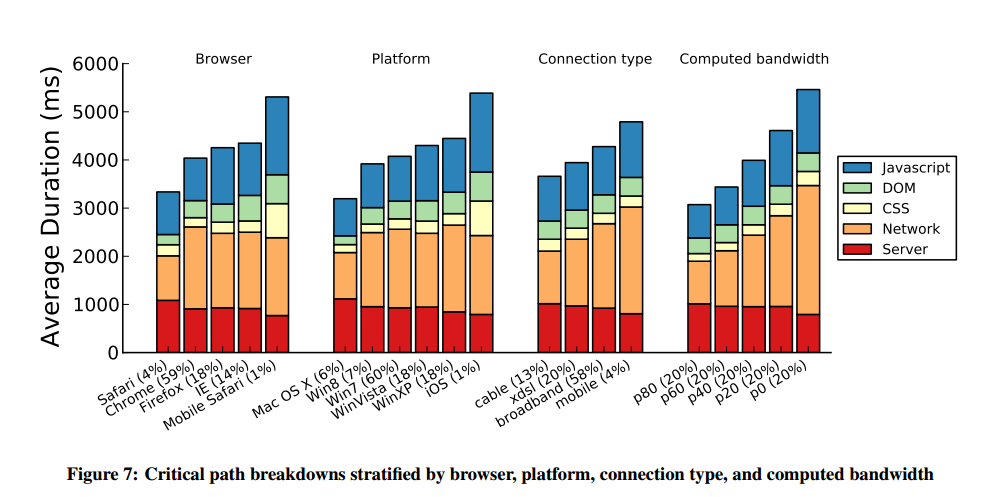 Browser
Platform
Connection type
Computed bandwidth
Average Duration (ms)
6000
5000
4000
3000
2000
1000
0
Javascript
DOM
CSS
Network
Server
Safari (4%)
Chrome (59%)
Firefox (18%)
IE (14%)
Mobile Safari (1%)
Mac OS X (6%)
Win8 (7%)
Win7 (60%)
WinVista (18%)
WinXP (18%)
iOS (1%)
cable (13%)
xdsl (20%)
broadband (58%)
mobile (4%)
p80 (20%)
p60 (20%)
p40 (20%)
p20 (20%)
p0 (20%)
Figure 7: Critical path breakdowns stratified by browser, platform, connection type, and computed bandwidth